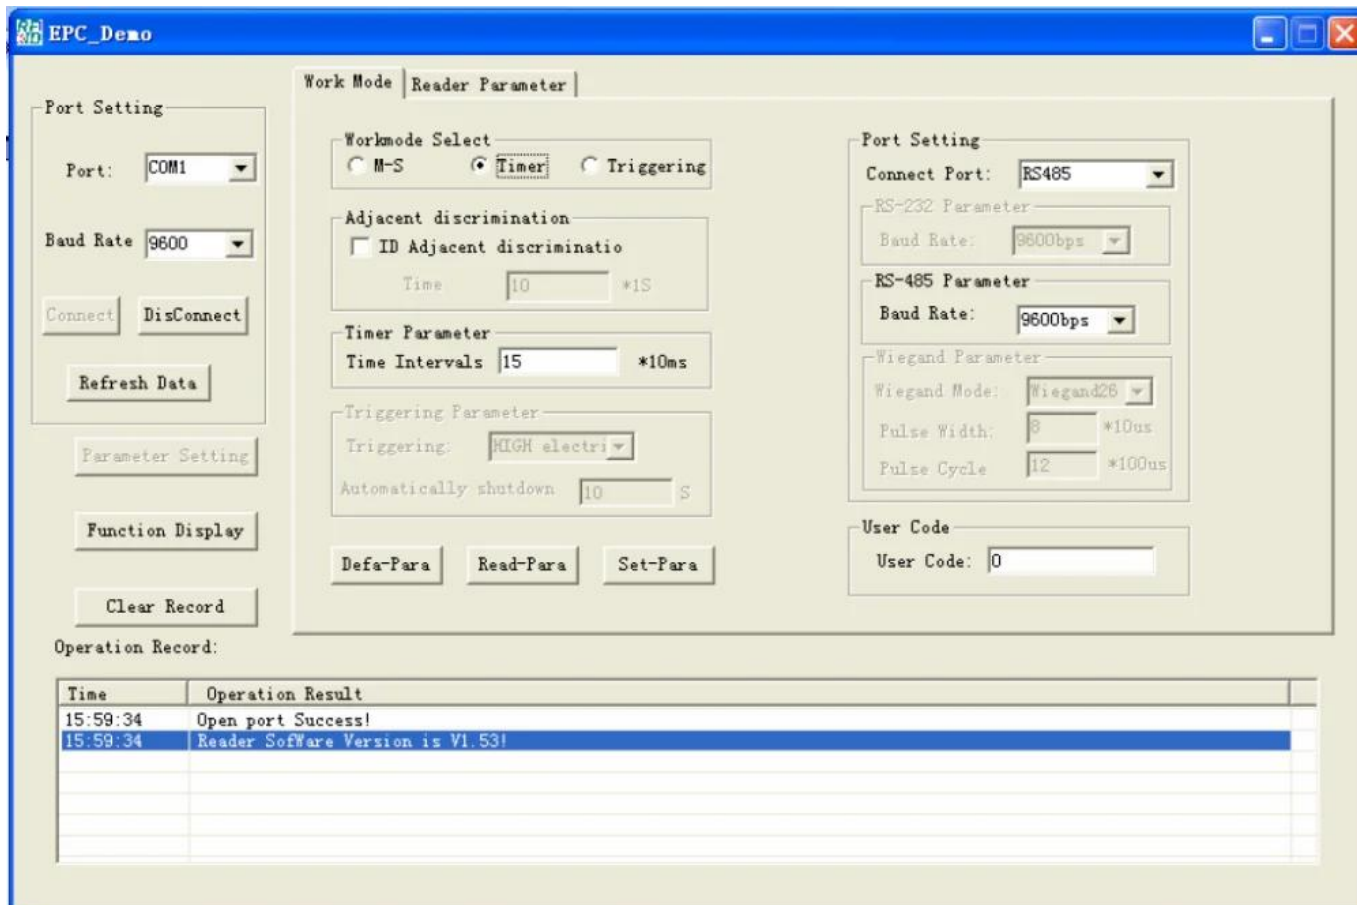 EPC_Demo
Work Mode Reader Parameter
Port Setting
Port: COM1
Baud Rate 9600
Connect DisConnect
Refresh Data
Parameter Setting
Function Display
Clear Record
Workmode Select
M-S Timer Triggering
Adjacent discrimination
ID Adjacent discriminatio
Time 10 *1S
Timer Parameter
Time Intervals 15 *10ms
Triggering Parameter
Triggering: HIGH electri
Automatically shutdown 10 S
Defa-Para Read-Para Set-Para
Port Setting
Connect Port: RS485
RS-232 Parameter
Baud Rate: 9600bps
RS-485 Parameter
Baud Rate: 9600bps
Wiegand Parameter
Wiegand Mode: Wiegand26
Pulse Width: 8 *10us
Pulse Cycle 12 *100us
User Code
User Code: 0
Operation Record:
Time Operation Result
15:59:34 Open port Success!
15:59:34 Reader SofWare Version is V1.53!